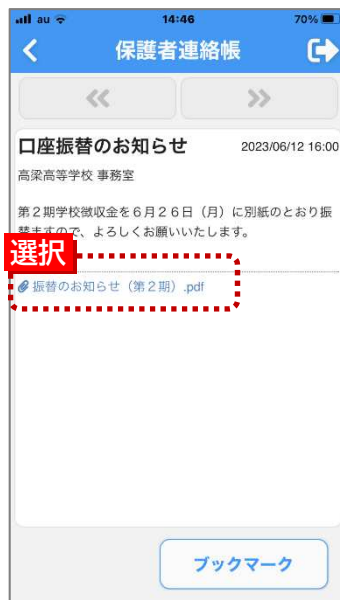 au 14:46 70%
保護者連絡帳
口座振替のお知らせ 2023/06/12 16:00
高梁高等学校 事務室
第2期学校徴収金を6月26日（月）に別紙のとおり振
替ますので、よろしくお願いいたします。
選択
振替のお知らせ（第2期）.pdf
ブックマーク